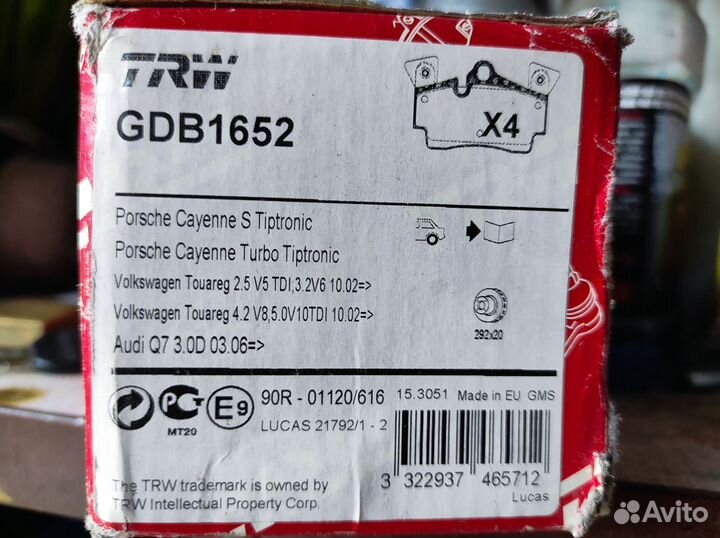 TRW
GDB1652
X4
Porsche Cayenne S Tiptronic
Porsche Cayenne Turbo Tiptronic
Volkswagen Touareg 2.5 V5 TDI,3.2V6 10.02=>
Volkswagen Touareg 4.2 V8,5.0V10TDI 10.02=>
Audi Q7 3.0D 03.06=>
292x20
MT20
E9
90R - 01120/616
15.3051 Made in EU GMS
LUCAS 21792/1 - 2
3 322937 465712
Lucas
The TRW trademark is owned by
TRW Intellectual Property Corp.
Avito